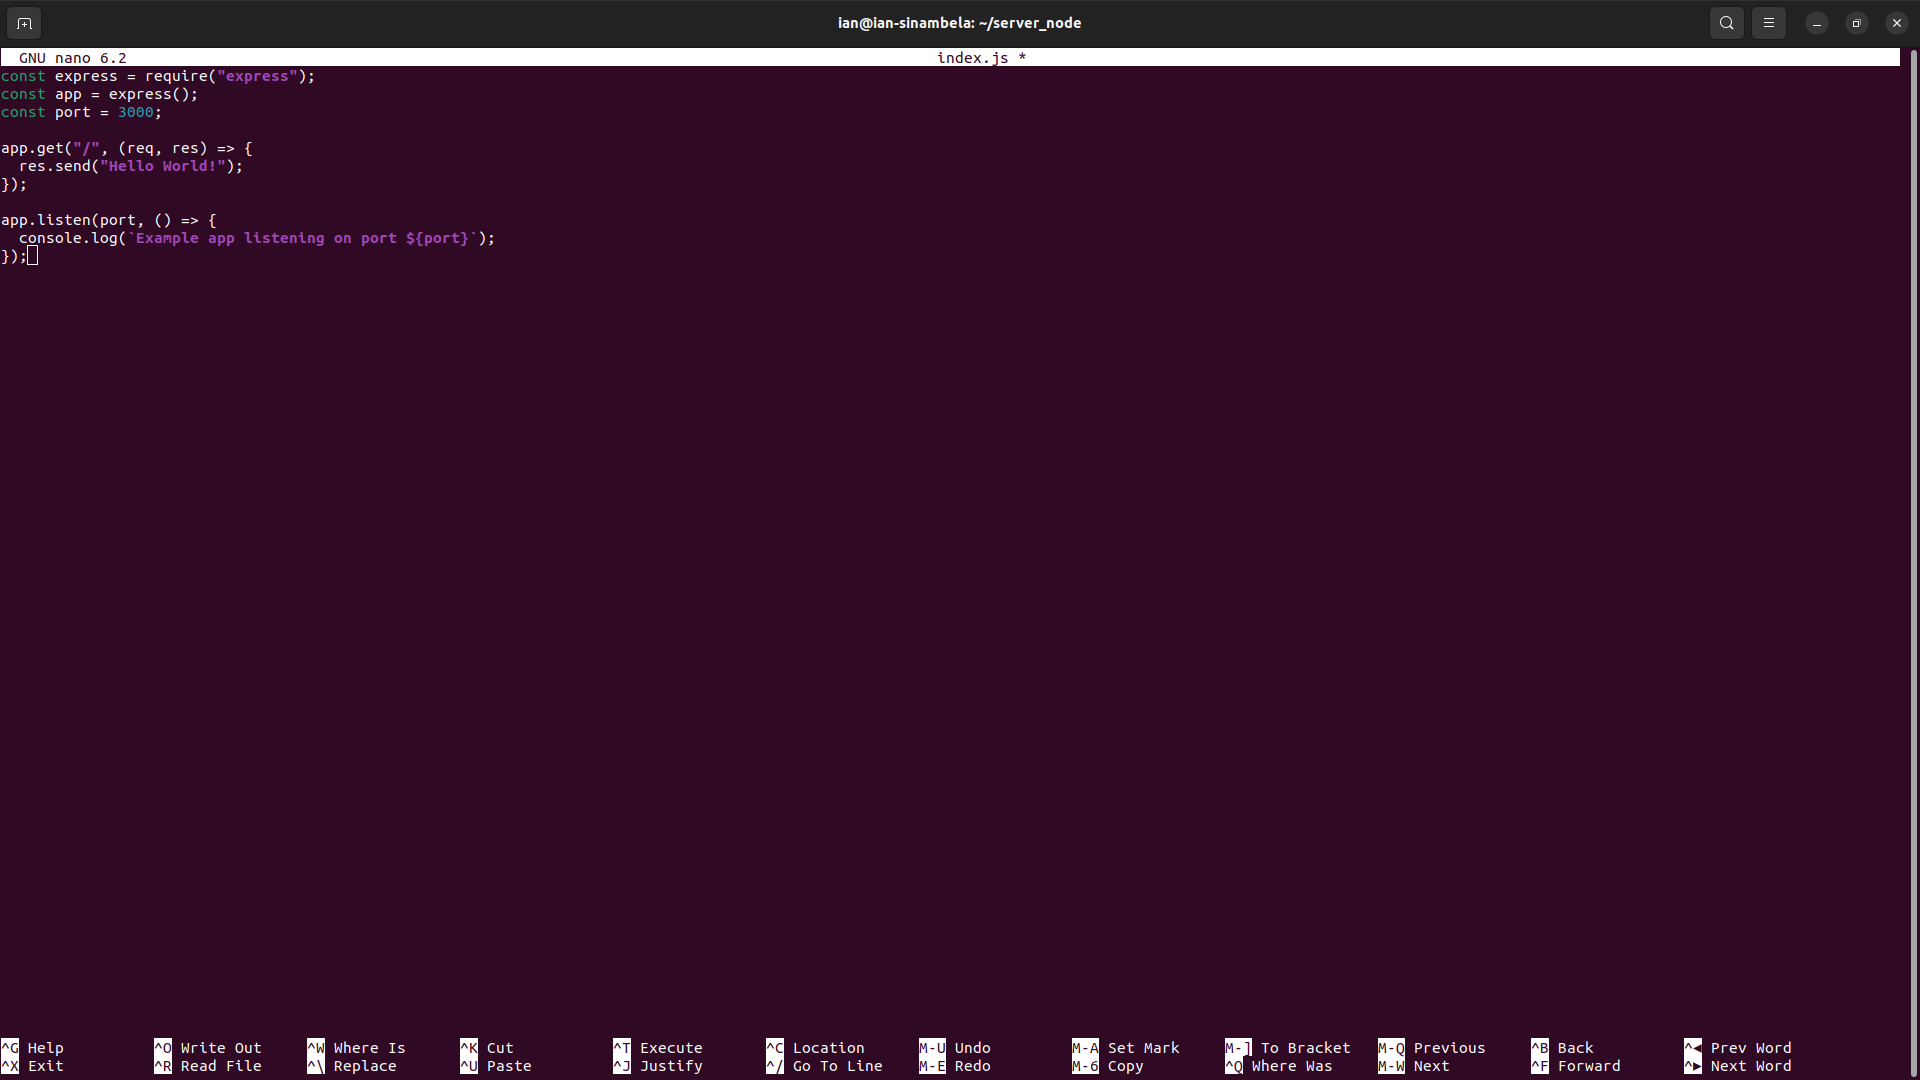 ian@ian-sinambela: ~/server_node
GNU nano 6.2 index.js *
const express = require("express");
const app = express();
const port = 3000;
app.get("/", (req, res) => {
  res.send("Hello World!");
});
app.listen(port, () => {
  console.log(`Example app listening on port ${port}`);
});
^G Help ^O Write Out ^W Where Is ^K Cut ^T Execute ^C Location M-U Undo M-A Set Mark M-] To Bracket M-Q Previous ^B Back ^◂ Prev Word
^X Exit ^R Read File ^\ Replace ^U Paste ^J Justify ^/ Go To Line M-E Redo M-6 Copy ^Q Where Was M-W Next ^F Forward ^▸ Next Word